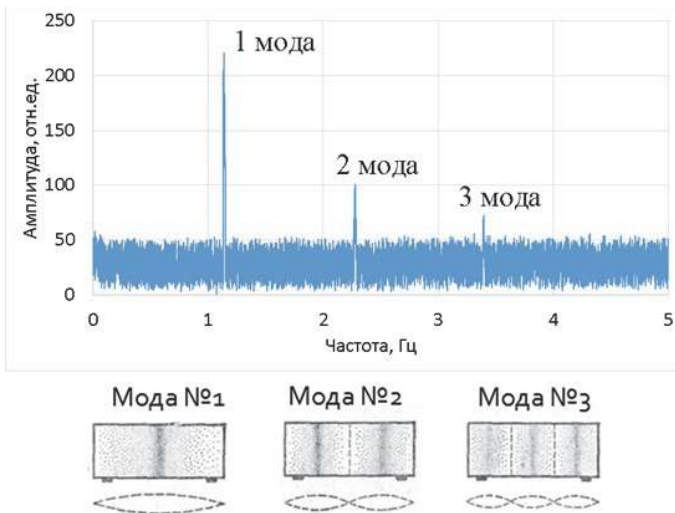 250
200
150
100
50
0
Амплитуда, отн.ед.
1 мода
2 мода
3 мода
0 1 2 3 4 5
Частота, Гц
Мода №1 Мода №2 Мода №3